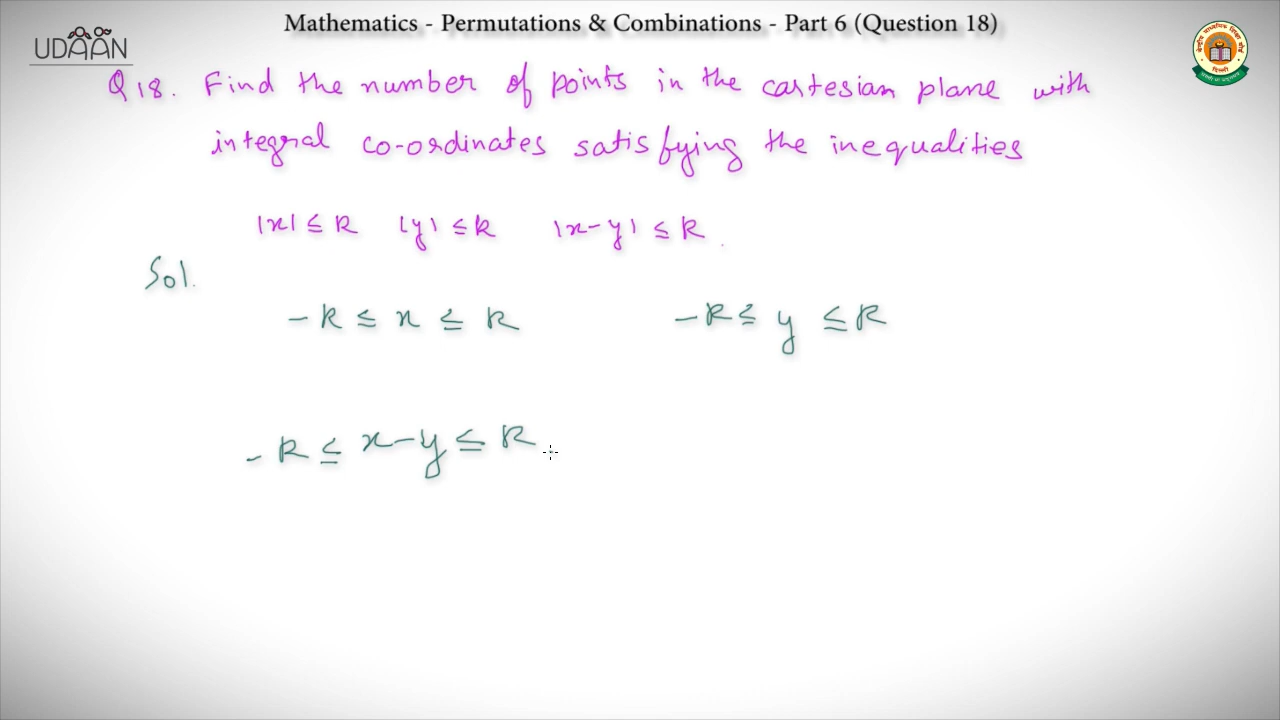 Mathematics - Permutations & Combinations - Part 6 (Question 18)
UDAAN
Q 18. Find the number of points in the cartesian plane with
integral co-ordinates satisfying the inequalities
|x| ≤ k |y| ≤ k |x-y| ≤ k.
Sol.
-k ≤ x ≤ k -k ≤ y ≤ k
-k ≤ x-y ≤ k